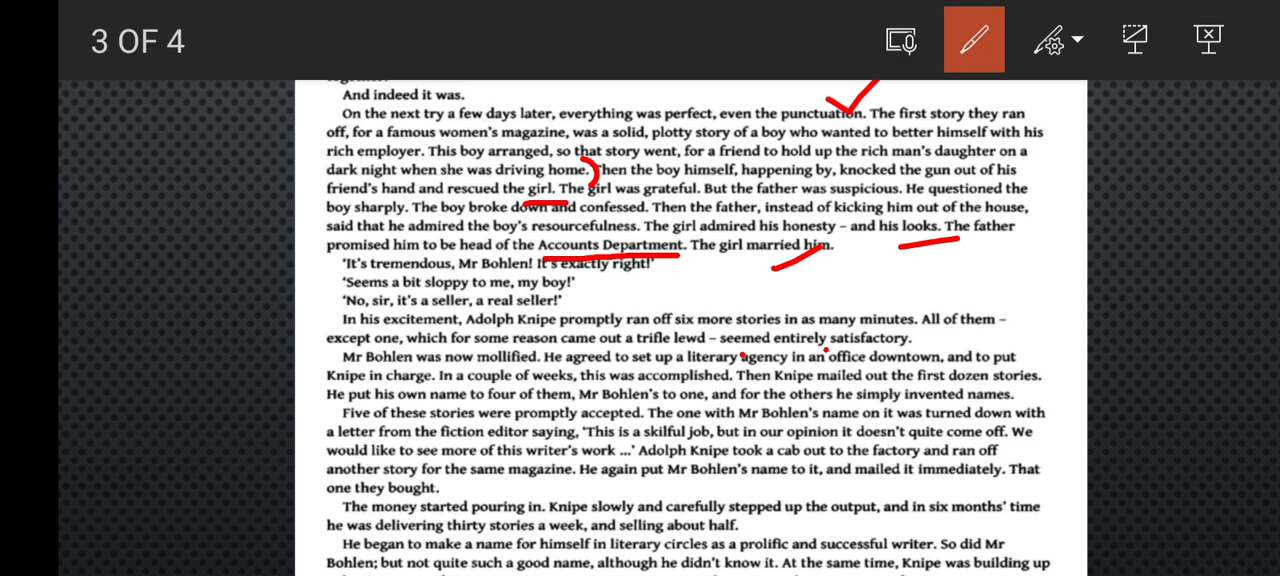 3 OF 4
And indeed it was.
On the next try a few days later, everything was perfect, even the punctuation. The first story they ran
off, for a famous women's magazine, was a solid, plotty story of a boy who wanted to better himself with his
rich employer. This boy arranged, so that story went, for a friend to hold up the rich man's daughter on a
dark night when she was driving home. Then the boy himself, happening by, knocked the gun out of his
friend's hand and rescued the girl. The girl was grateful. But the father was suspicious. He questioned the
boy sharply. The boy broke down and confessed. Then the father, instead of kicking him out of the house,
said that he admired the boy's resourcefulness. The girl admired his honesty – and his looks. The father
promised him to be head of the Accounts Department. The girl married him.
'It's tremendous, Mr Bohlen! It's exactly right!'
'Seems a bit sloppy to me, my boy!'
'No, sir, it's a seller, a real seller!'
In his excitement, Adolph Knipe promptly ran off six more stories in as many minutes. All of them –
except one, which for some reason came out a trifle lewd – seemed entirely satisfactory.
Mr Bohlen was now mollified. He agreed to set up a literary agency in an office downtown, and to put
Knipe in charge. In a couple of weeks, this was accomplished. Then Knipe mailed out the first dozen stories.
He put his own name to four of them, Mr Bohlen's to one, and for the others he simply invented names.
Five of these stories were promptly accepted. The one with Mr Bohlen's name on it was turned down with
a letter from the fiction editor saying, 'This is a skilful job, but in our opinion it doesn't quite come off. We
would like to see more of this writer's work ...' Adolph Knipe took a cab out to the factory and ran off
another story for the same magazine. He again put Mr Bohlen's name to it, and mailed it immediately. That
one they bought.
The money started pouring in. Knipe slowly and carefully stepped up the output, and in six months' time
he was delivering thirty stories a week, and selling about half.
He began to make a name for himself in literary circles as a prolific and successful writer. So did Mr
Bohlen; but not quite such a good name, although he didn't know it. At the same time, Knipe was building up